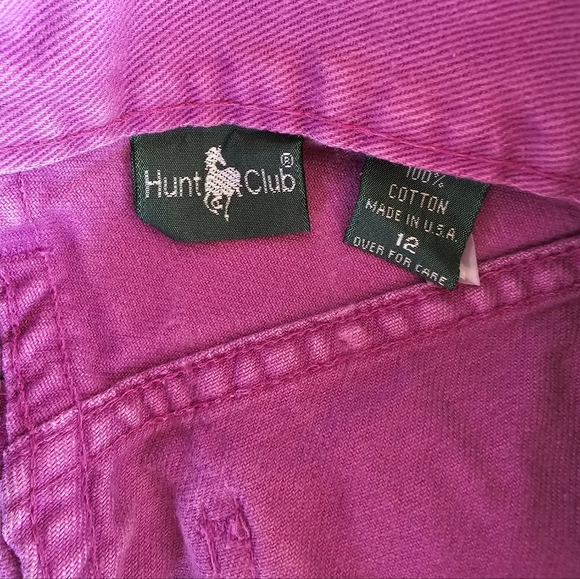 Hunt Club®
100%
COTTON
MADE IN U.S.A.
12
OVER FOR CARE